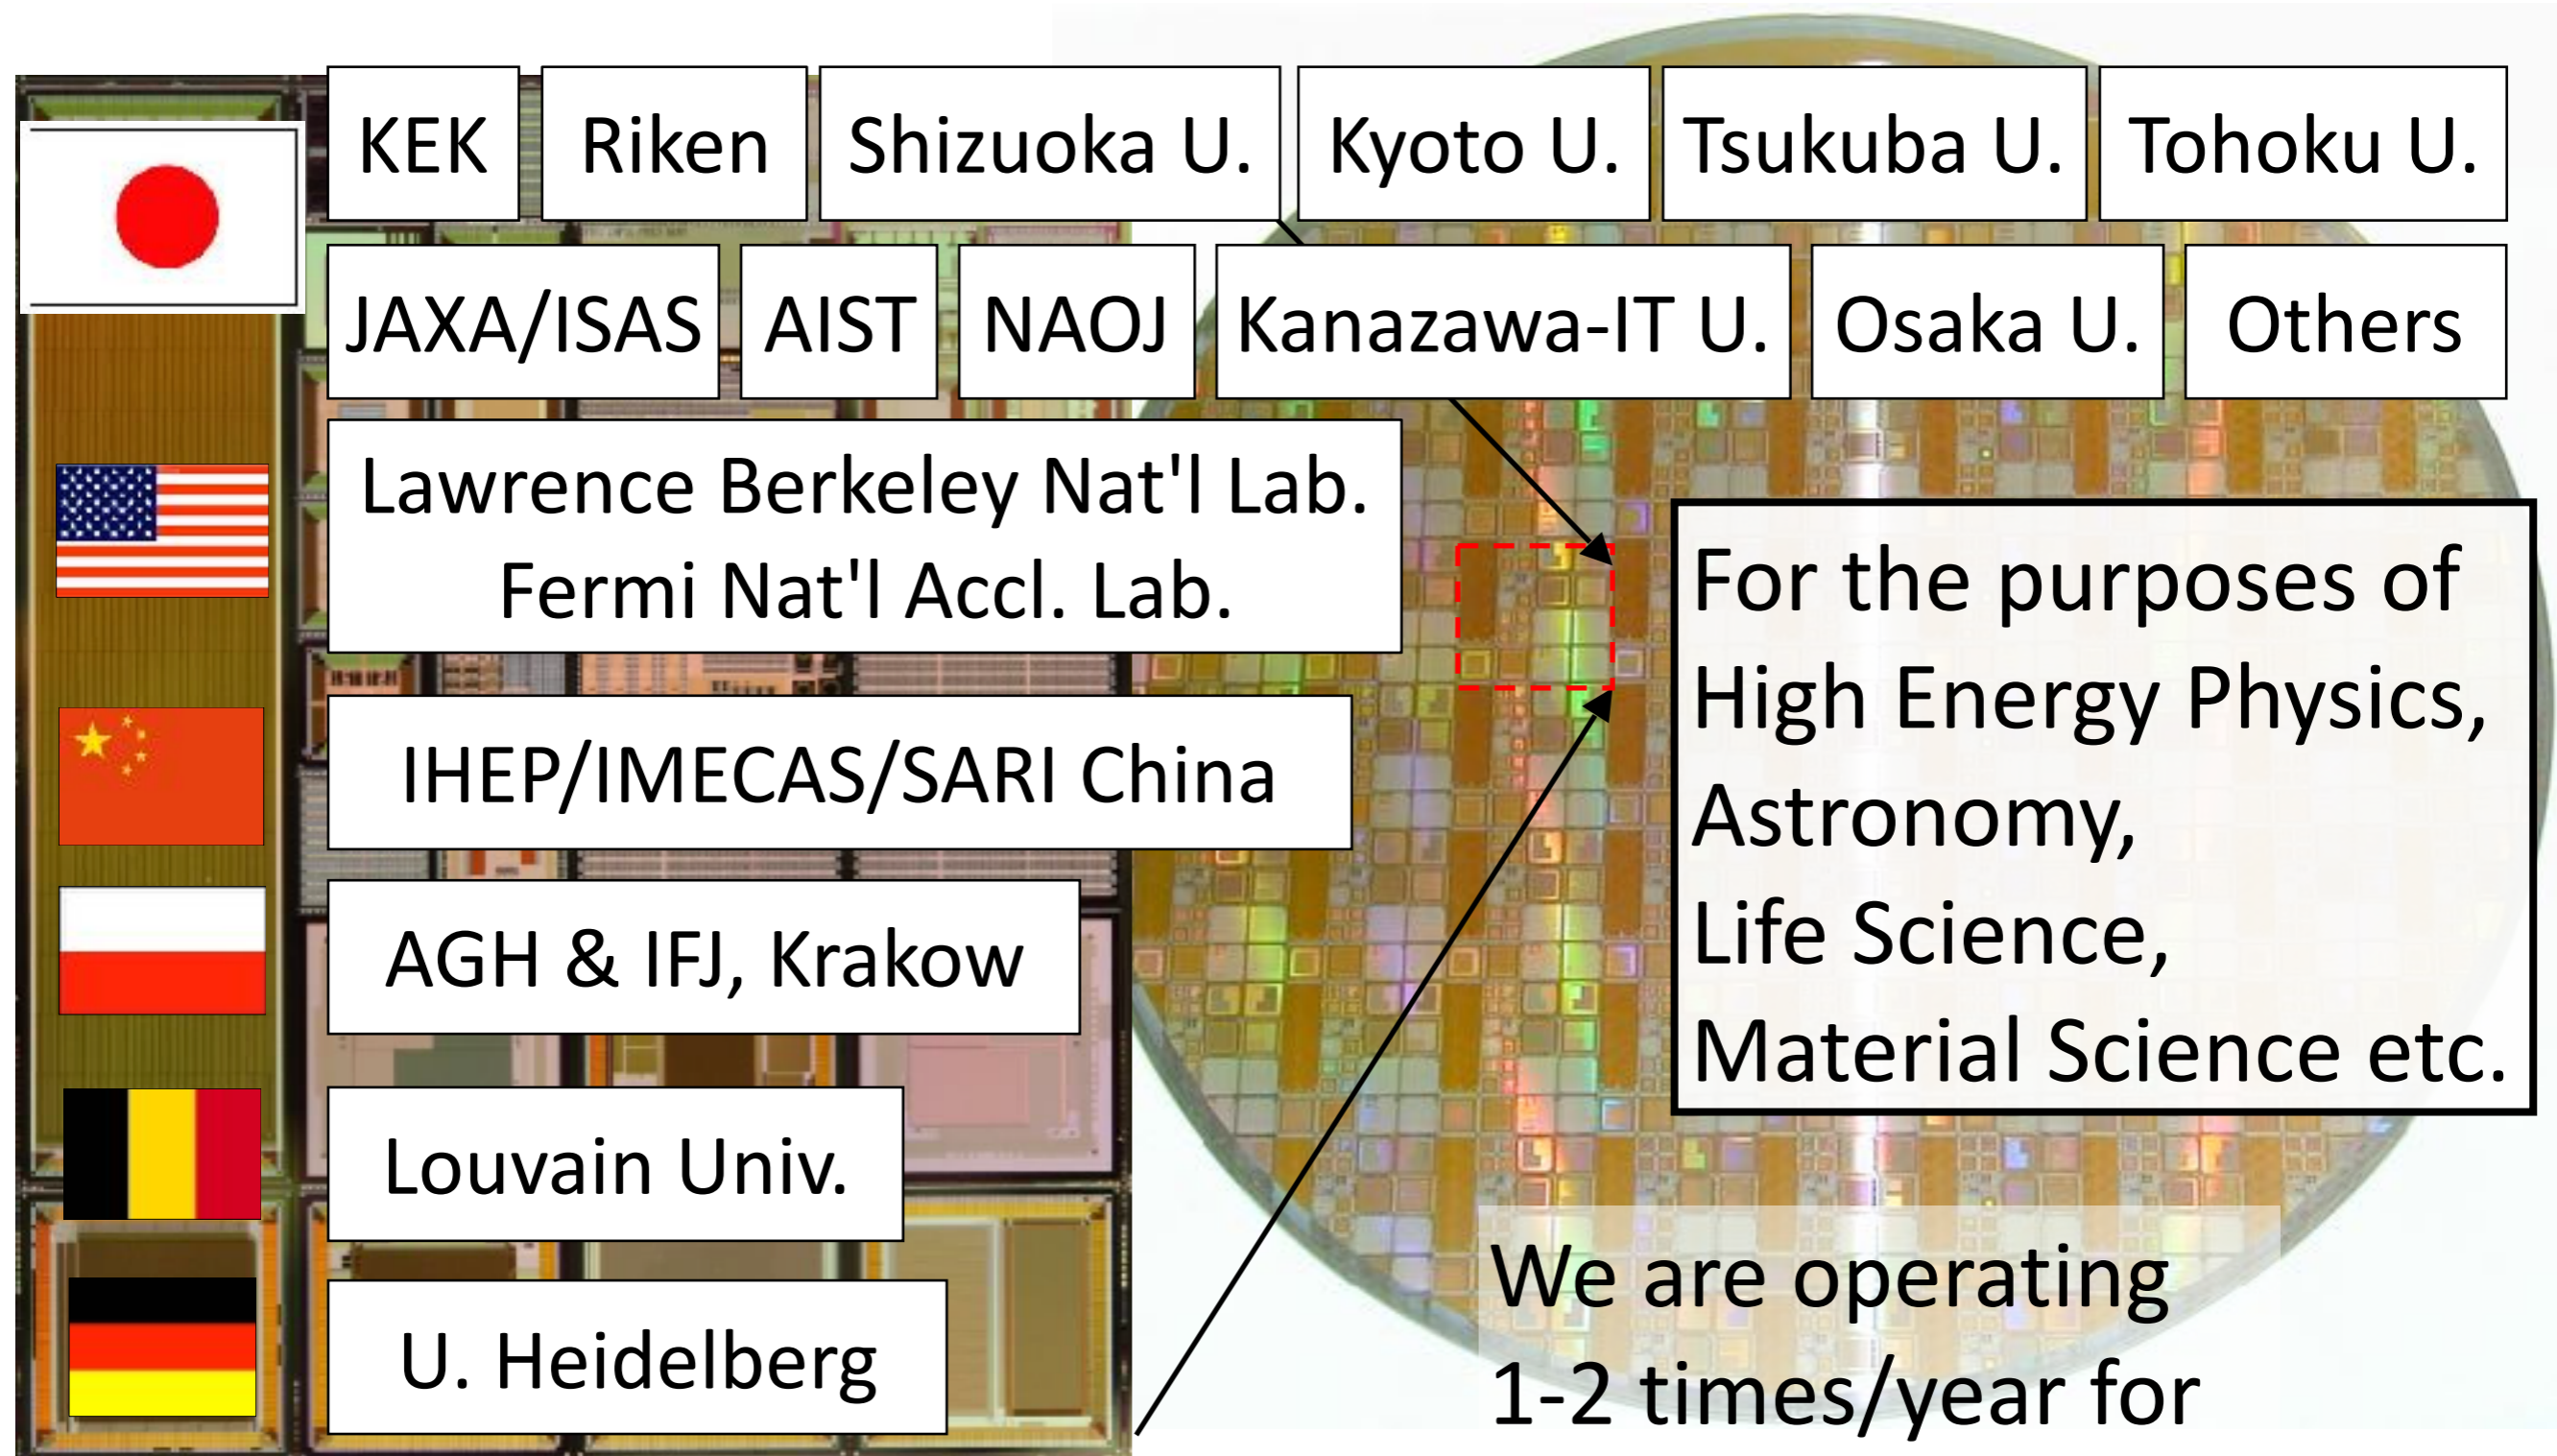 KEK Riken Shizuoka U. Kyoto U. Tsukuba U. Tohoku U.
JAXA/ISAS AIST NAOJ Kanazawa-IT U. Osaka U. Others
Lawrence Berkeley Nat'l Lab.
Fermi Nat'l Accl. Lab.
IHEP/IMECAS/SARI China
AGH & IFJ, Krakow
Louvain Univ.
U. Heidelberg
For the purposes of
High Energy Physics,
Astronomy,
Life Science,
Material Science etc.
We are operating
1-2 times/year for